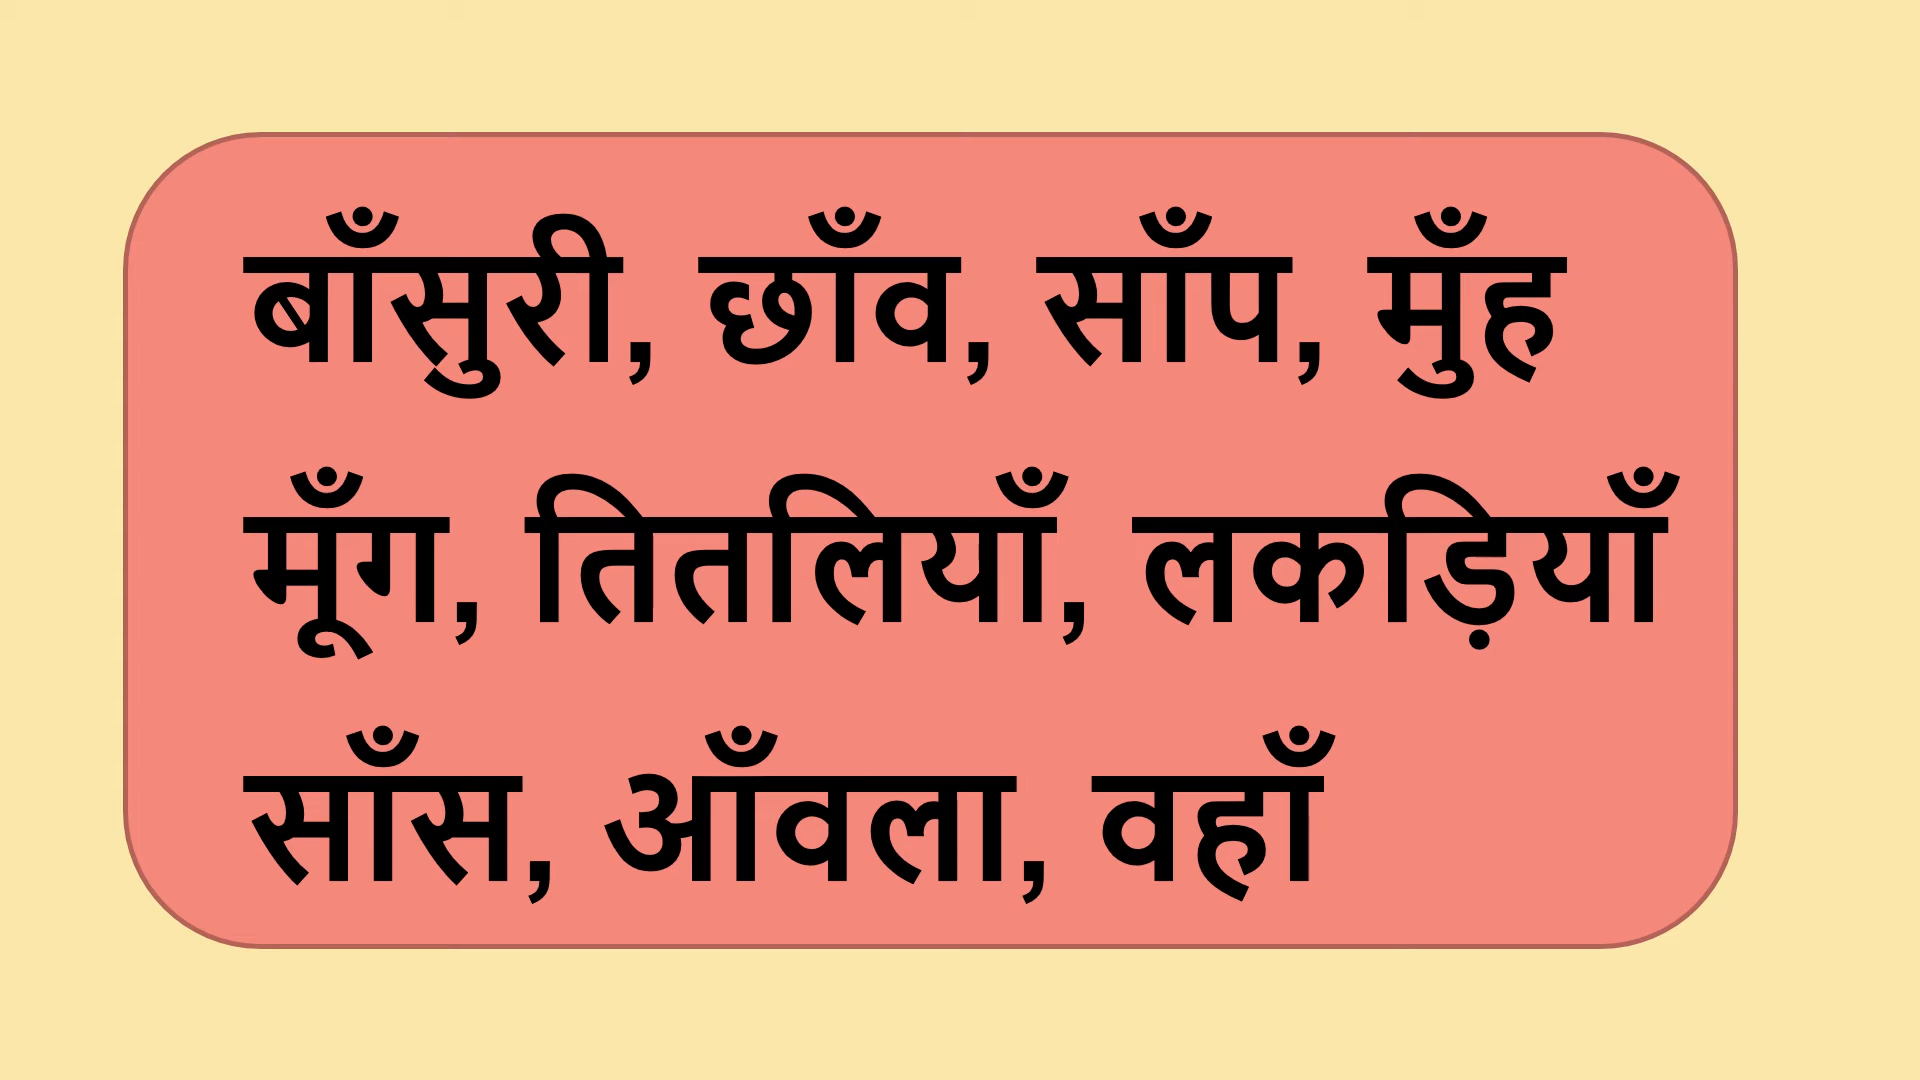 बाँसुरी, छाँव, साँप, मुँह
मूँग, तितलियाँ, लकड़ियाँ
साँस, आँवला, वहाँ